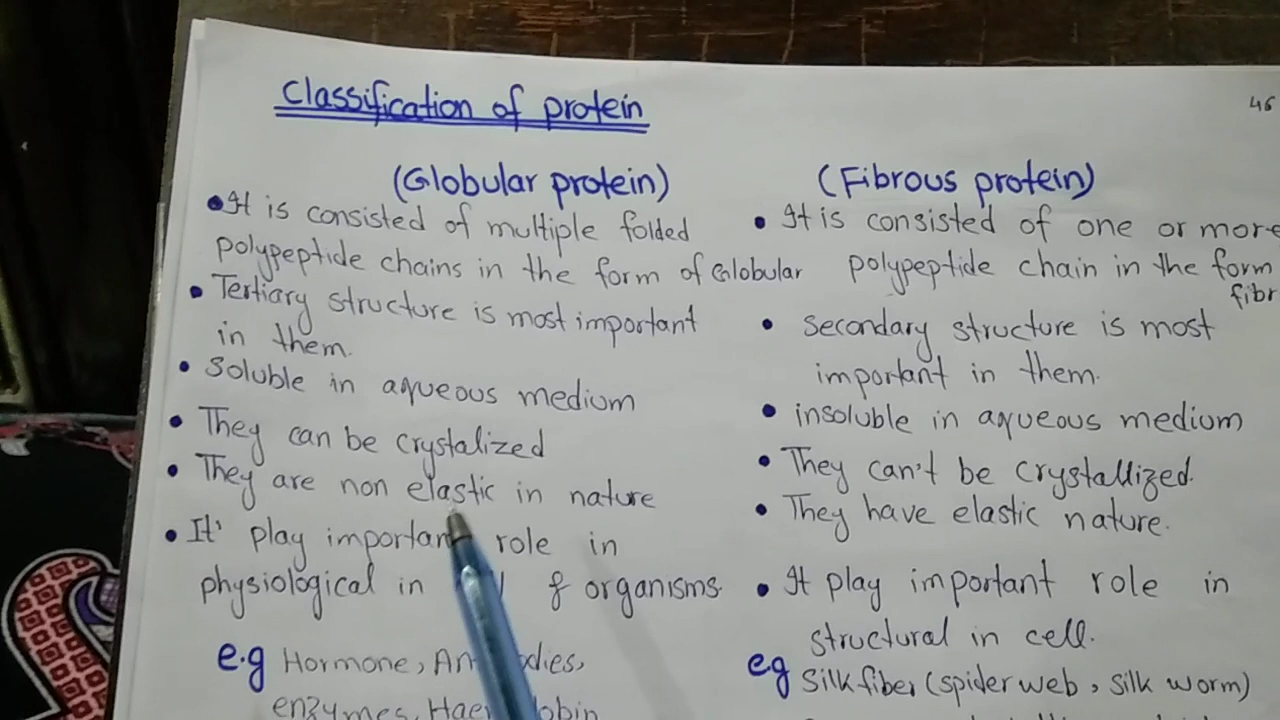 Classification of protein
46
(Globular protein)
• It is consisted of multiple folded
polypeptide chains in the form of Globular
• Tertiary structure is most important
in them.
• Soluble in aqueous medium
• They can be crystalized
• They are non elastic in nature
• It' play important role in
physiological in & organisms.
e.g Hormone,
enzymes,
(Fibrous protein)
• It is consisted of one or more
polypeptide chain in the form
fibr
• Secondary structure is most
important in them.
• insoluble in aqueous medium
• They can't be crystallized.
• They have elastic nature.
• It play important role in
structural in cell.
eg Silk fiber (spider web, silk worm)